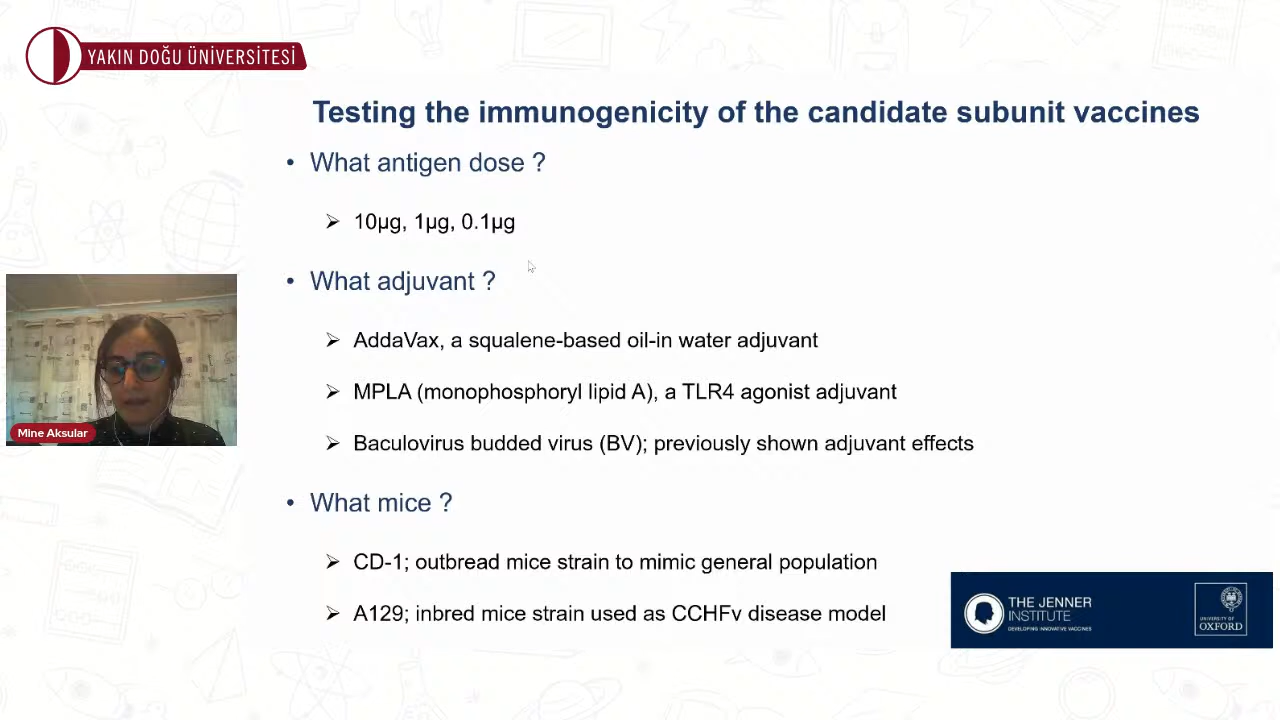 YAKIN DOĞU ÜNİVERSİTESİ
Testing the immunogenicity of the candidate subunit vaccines
• What antigen dose ?
➢ 10µg, 1µg, 0.1µg
• What adjuvant ?
➢ AddaVax, a squalene-based oil-in water adjuvant
➢ MPLA (monophosphoryl lipid A), a TLR4 agonist adjuvant
➢ Baculovirus budded virus (BV); previously shown adjuvant effects
• What mice ?
➢ CD-1; outbread mice strain to mimic general population
➢ A129; inbred mice strain used as CCHFv disease model
Mine Aksular
THE JENNER
INSTITUTE
DEVELOPING INNOVATIVE VACCINES
UNIVERSITY OF
OXFORD